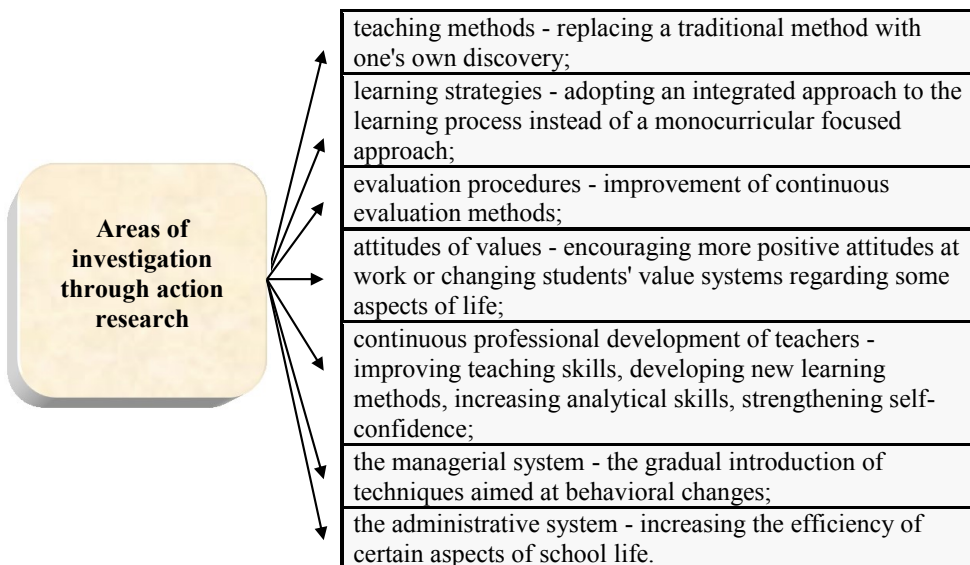 Areas of
investigation
through action
research
teaching methods - replacing a traditional method with
one's own discovery;
learning strategies - adopting an integrated approach to the
learning process instead of a monocurricular focused
approach;
evaluation procedures - improvement of continuous
evaluation methods;
attitudes of values - encouraging more positive attitudes at
work or changing students' value systems regarding some
aspects of life;
continuous professional development of teachers -
improving teaching skills, developing new learning
methods, increasing analytical skills, strengthening self-
confidence;
the managerial system - the gradual introduction of
techniques aimed at behavioral changes;
the administrative system - increasing the efficiency of
certain aspects of school life.